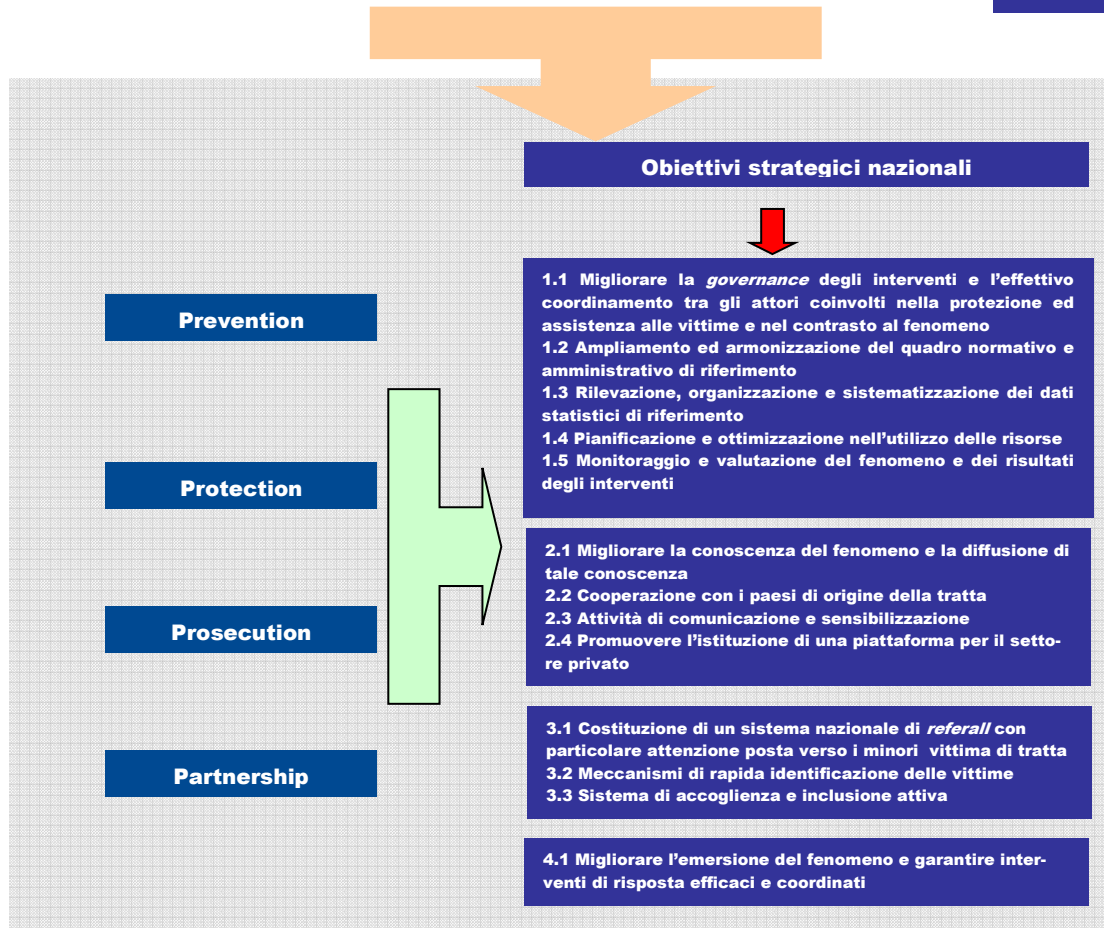 Obiettivi strategici nazionali
Prevention
Protection
Prosecution
Partnership
1.1 Migliorare la governance degli interventi e l’effettivo
coordinamento tra gli attori coinvolti nella protezione ed
assistenza alle vittime e nel contrasto al fenomeno
1.2 Ampliamento ed armonizzazione del quadro normativo e
amministrativo di riferimento
1.3 Rilevazione, organizzazione e sistematizzazione dei dati
statistici di riferimento
1.4 Pianificazione e ottimizzazione nell’utilizzo delle risorse
1.5 Monitoraggio e valutazione del fenomeno e dei risultati
degli interventi
2.1 Migliorare la conoscenza del fenomeno e la diffusione di
tale conoscenza
2.2 Cooperazione con i paesi di origine della tratta
2.3 Attività di comunicazione e sensibilizzazione
2.4 Promuovere l’istituzione di una piattaforma per il setto-
re privato
3.1 Costituzione di un sistema nazionale di referall con
particolare attenzione posta verso i minori vittima di tratta
3.2 Meccanismi di rapida identificazione delle vittime
3.3 Sistema di accoglienza e inclusione attiva
4.1 Migliorare l’emersione del fenomeno e garantire inter-
venti di risposta efficaci e coordinati